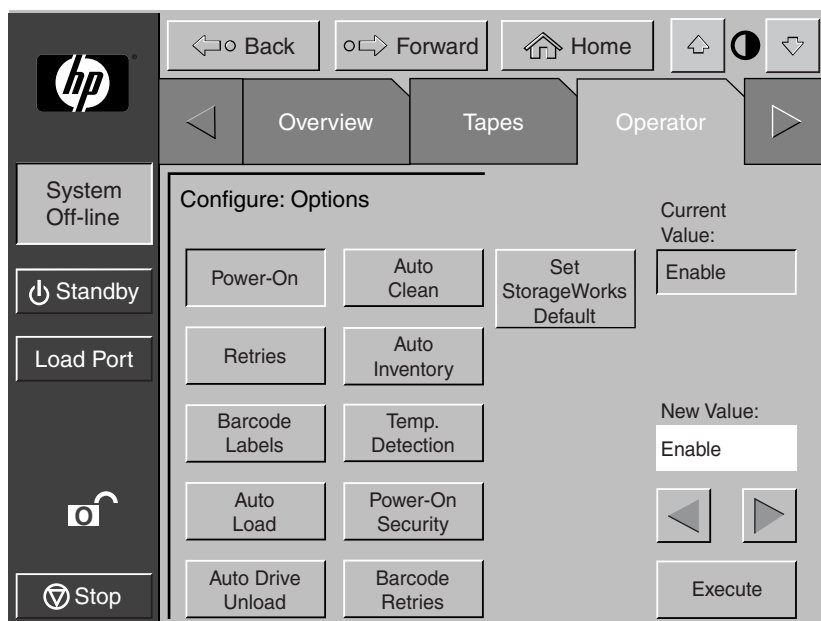 hp
Back
Forward
Home
Overview
Tapes
Operator
System
Off-line
Standby
Load Port
0
Stop
Configure: Options
Power-On
Auto
Clean
Set
StorageWorks
Default
Retries
Auto
Inventory
Barcode
Labels
Temp.
Detection
Auto
Load
Power-On
Security
Auto Drive
Unload
Barcode
Retries
Current
Value:
Enable
New Value:
Enable
Execute